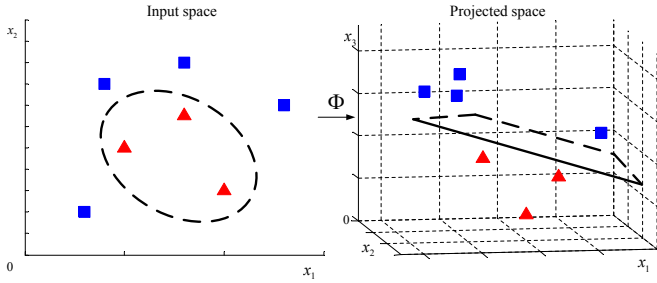 Input space
x₂
0
x₁
Φ
Projected space
x₃
0
x₂
x₁